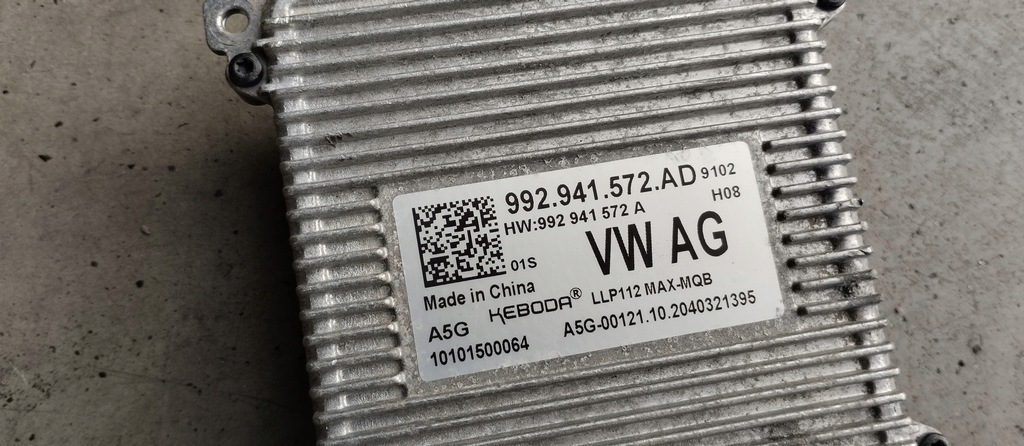 992.941.572.AD 9102
HW:992 941 572 A H08
VW AG
01S
Made in China
KEBODA® LLP112 MAX-MQB
A5G A5G-00121.10.2040321395
10101500064